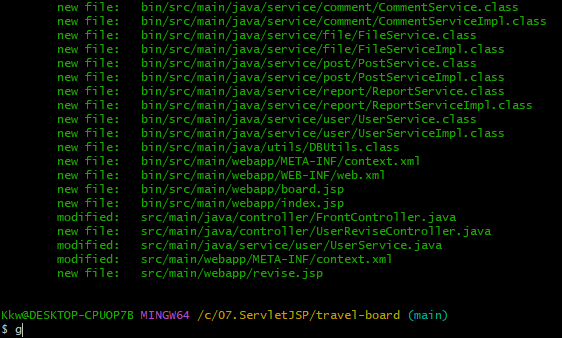 new file:   bin/src/main/java/service/comment/CommentService.class
new file:   bin/src/main/java/service/comment/CommentServiceImpl.class
new file:   bin/src/main/java/service/file/FileService.class
new file:   bin/src/main/java/service/file/FileServiceImpl.class
new file:   bin/src/main/java/service/post/PostService.class
new file:   bin/src/main/java/service/post/PostServiceImpl.class
new file:   bin/src/main/java/service/report/ReportService.class
new file:   bin/src/main/java/service/report/ReportServiceImpl.class
new file:   bin/src/main/java/service/user/UserService.class
new file:   bin/src/main/java/service/user/UserServiceImpl.class
new file:   bin/src/main/java/utils/DBUtils.class
new file:   bin/src/main/webapp/META-INF/context.xml
new file:   bin/src/main/webapp/WEB-INF/web.xml
new file:   bin/src/main/webapp/board.jsp
new file:   bin/src/main/webapp/index.jsp
modified:   src/main/java/controller/FrontController.java
new file:   src/main/java/controller/UserReviseController.java
modified:   src/main/java/service/user/UserService.java
modified:   src/main/webapp/META-INF/context.xml
new file:   src/main/webapp/revise.jsp
Kkw@DESKTOP-CPUOP7B MINGW64 /c/07.ServletJSP/travel-board (main)
$ g